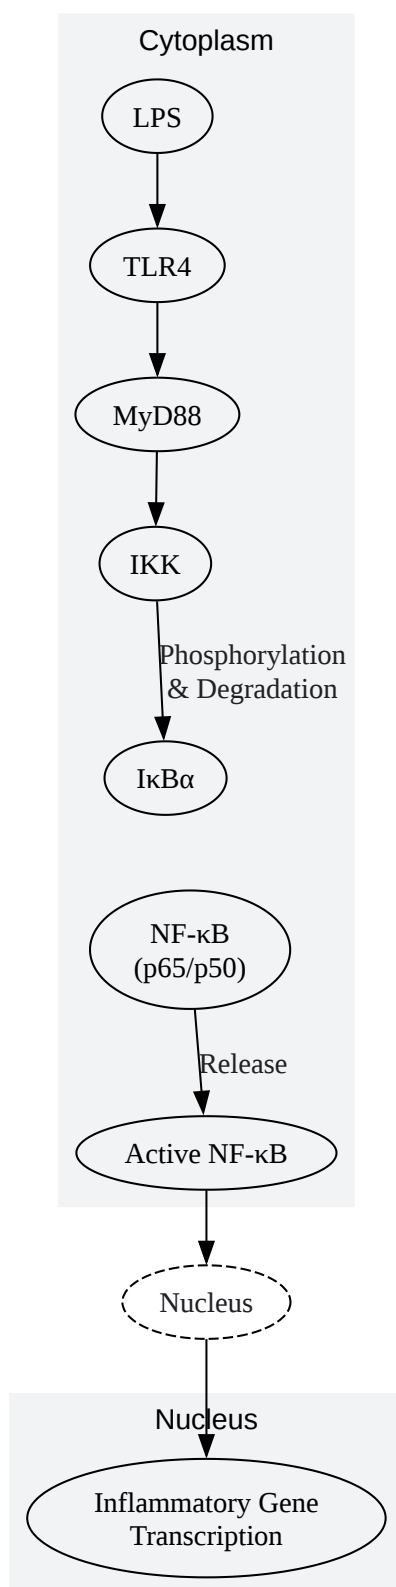 Cytoplasm
LPS
TLR4
MyD88
IKK
Phosphorylation
& Degradation
IκBα
NF-κB
(p65/p50)
Release
Active NF-κB
Nucleus
Nucleus
Inflammatory Gene
Transcription